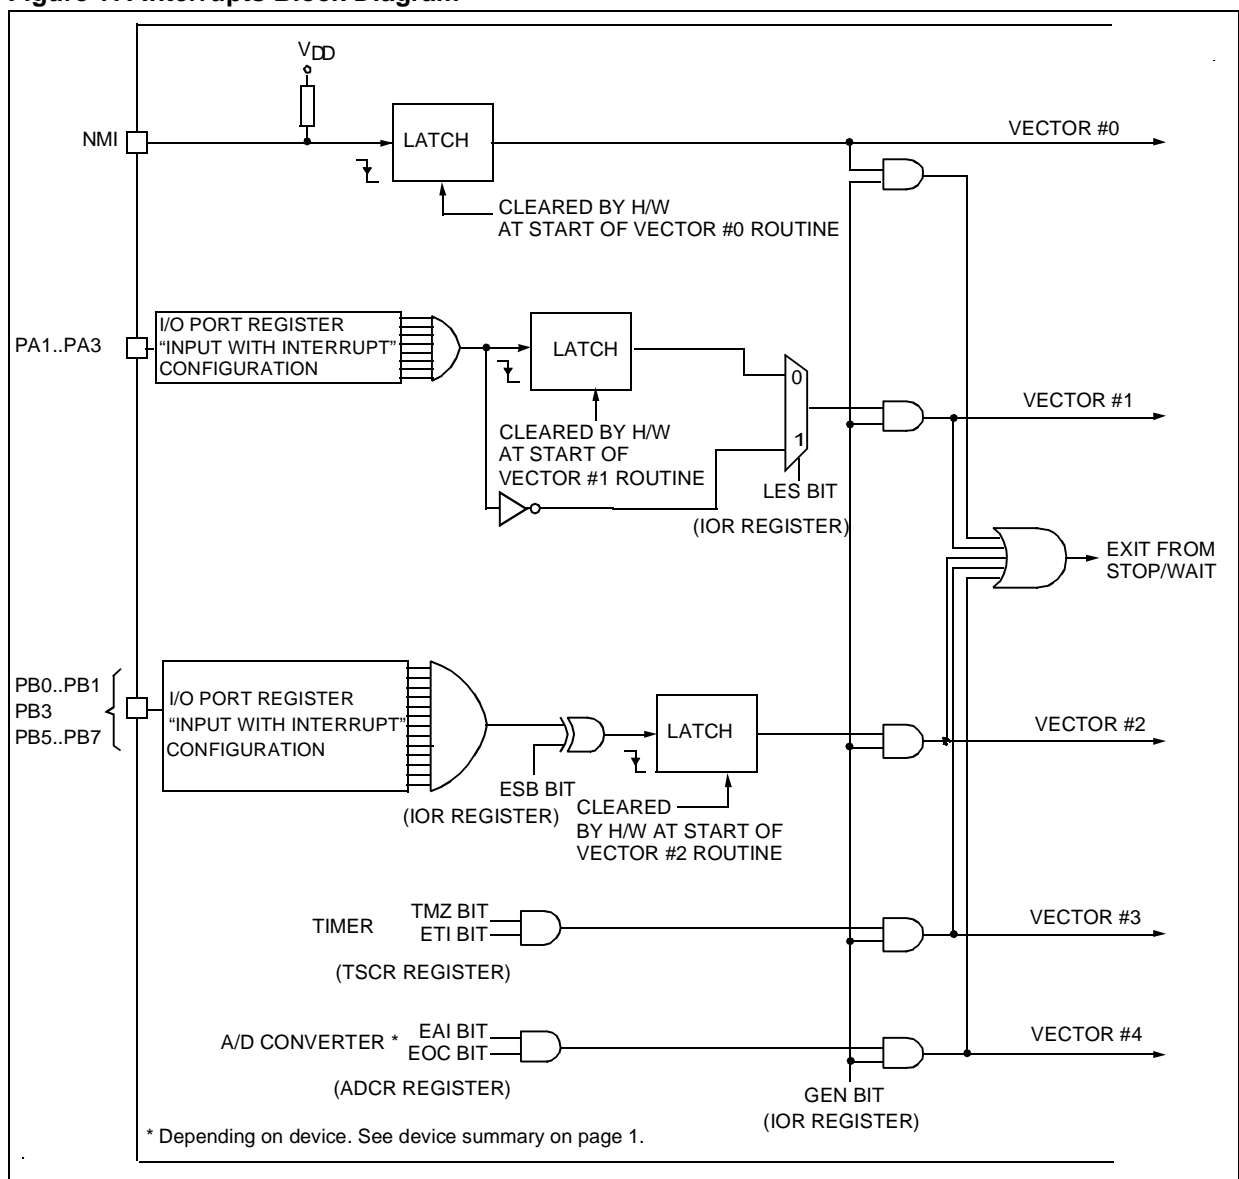 VDD
NMI
LATCH
VECTOR #0
CLEARED BY H/W
AT START OF VECTOR #0 ROUTINE
PA1..PA3
I/O PORT REGISTER
“INPUT WITH INTERRUPT”
CONFIGURATION
LATCH
0
1
VECTOR #1
CLEARED BY H/W
AT START OF
VECTOR #1 ROUTINE
LES BIT
(IOR REGISTER)
EXIT FROM
STOP/WAIT
PB0..PB1
PB3
PB5..PB7
I/O PORT REGISTER
“INPUT WITH INTERRUPT”
CONFIGURATION
LATCH
VECTOR #2
ESB BIT
(IOR REGISTER)
CLEARED
BY H/W AT START OF
VECTOR #2 ROUTINE
TIMER
TMZ BIT
ETI BIT
(TSCR REGISTER)
VECTOR #3
A/D CONVERTER *
EAI BIT
EOC BIT
(ADCR REGISTER)
VECTOR #4
GEN BIT
(IOR REGISTER)
* Depending on device. See device summary on page 1.